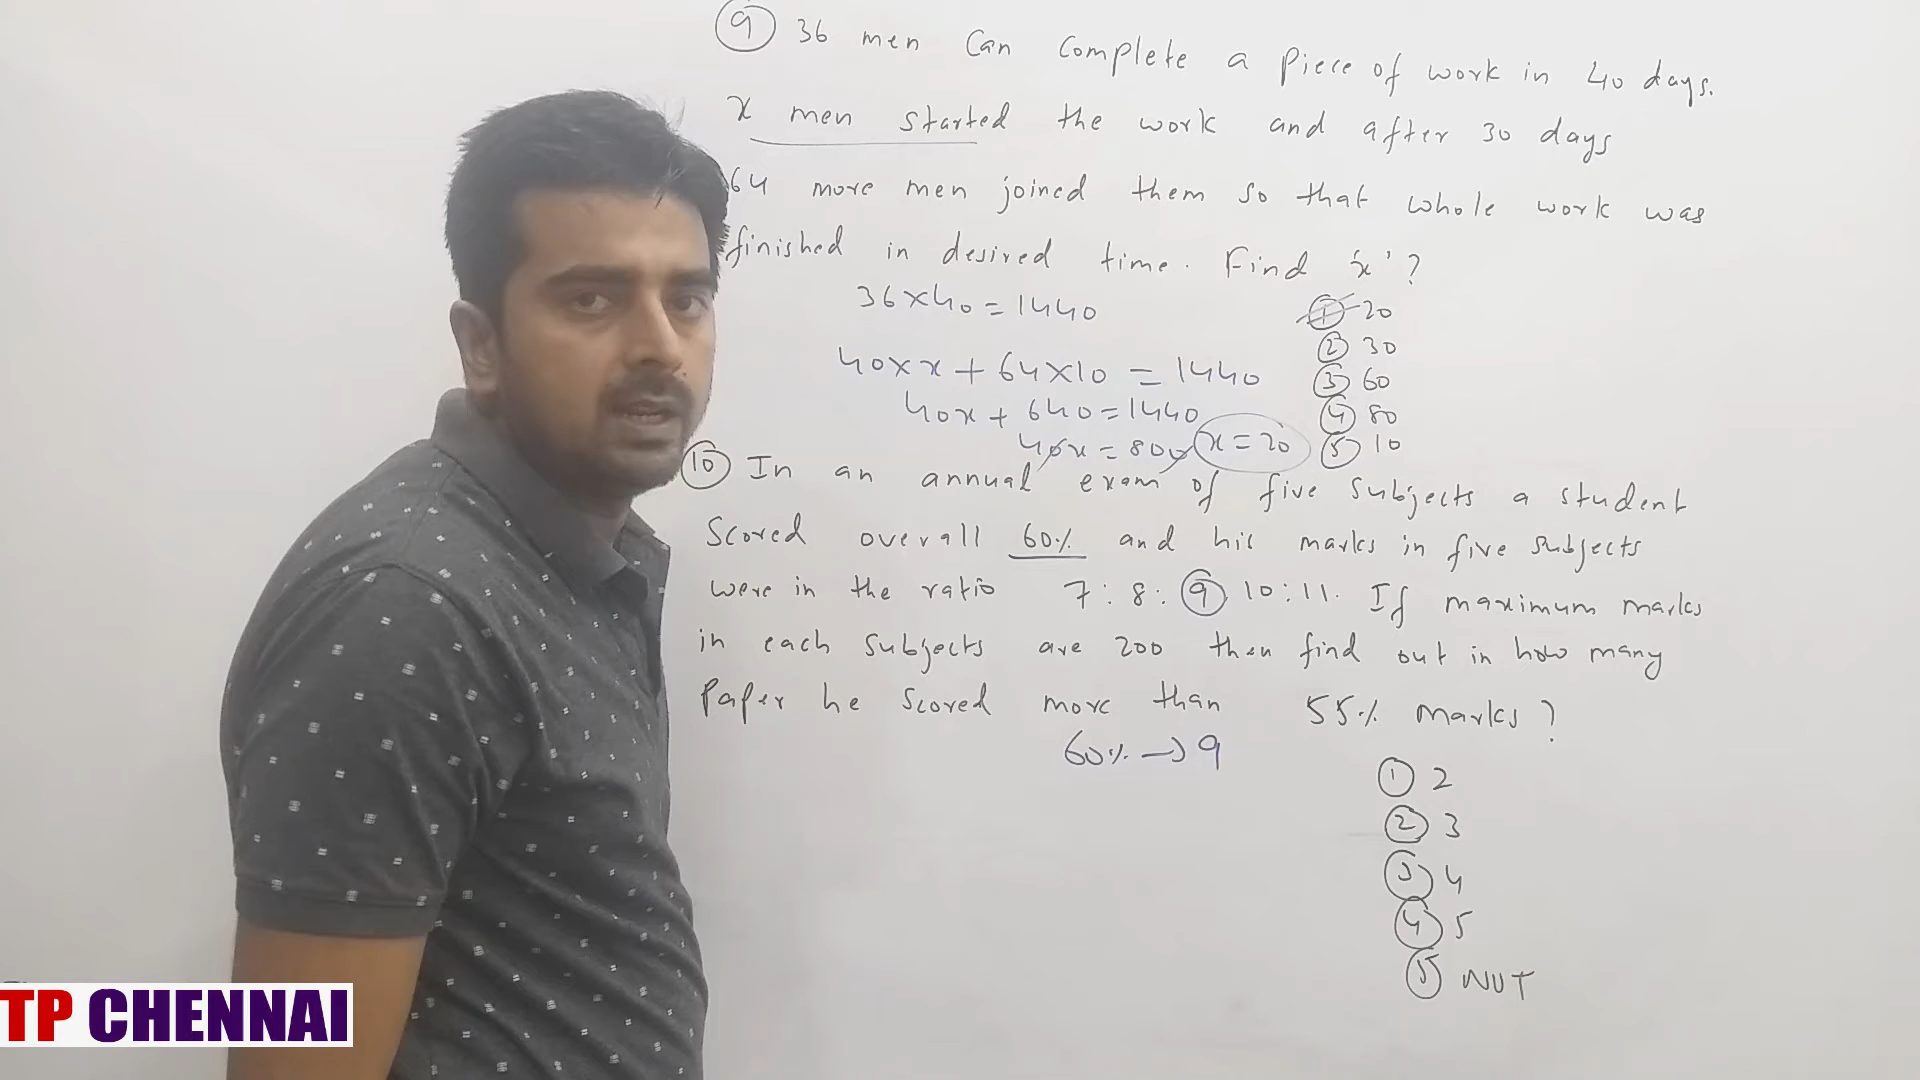 9 36 men can complete a piece of work in 40 days.
x men started the work and after 30 days
64 more men joined them so that whole work was
finished in desired time. Find 'x'?
36×40=1440
40×x + 64×10 = 1440
40x + 640=1440
40x = 800 x=20
1 20
2 30
3 60
4 80
5 10
10 In an annual exam of five subjects a student
scored overall 60% and his marks in five subjects
were in the ratio 7:8:9:10:11. If maximum marks
in each subjects are 200 then find out in how many
paper he scored more than 55% marks?
60% → 9
1 2
2 3
3 4
4 5
5 NOT
TP CHENNAI